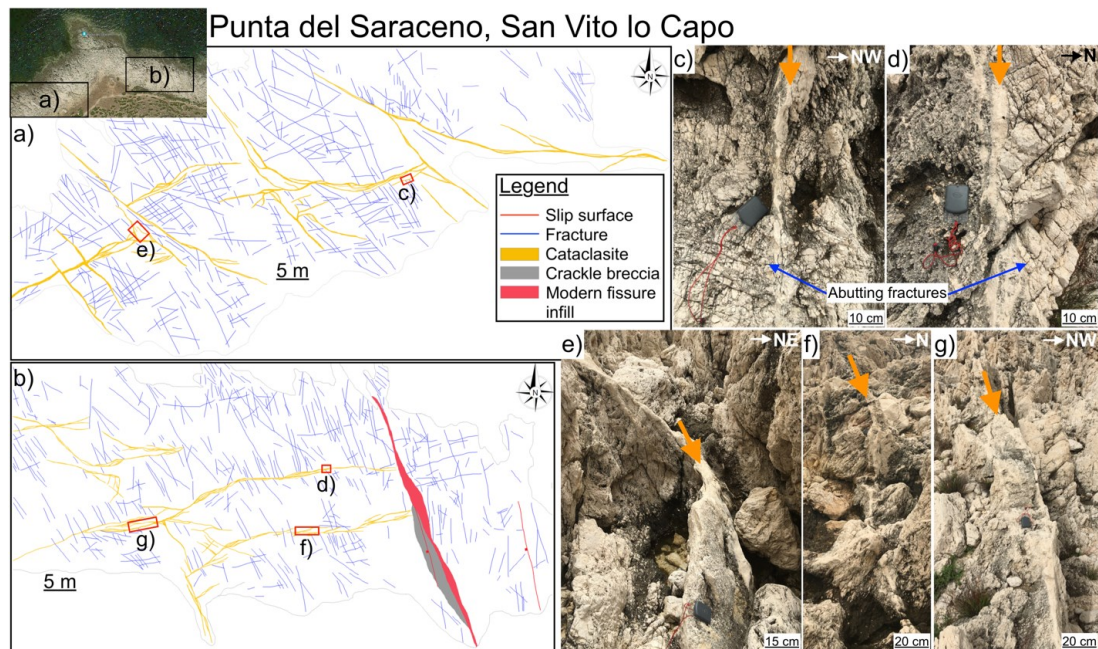 Punta del Saraceno, San Vito lo Capo
a)
b)
a)
N
c)
e)
5 m
Legend
Slip surface
Fracture
Cataclasite
Crackle breccia
Modern fissure
infill
b)
N
d)
g)
f)
5 m
c)
NW
d)
N
Abutting fractures
10 cm
10 cm
e)
NE
15 cm
f)
N
20 cm
g)
NW
20 cm